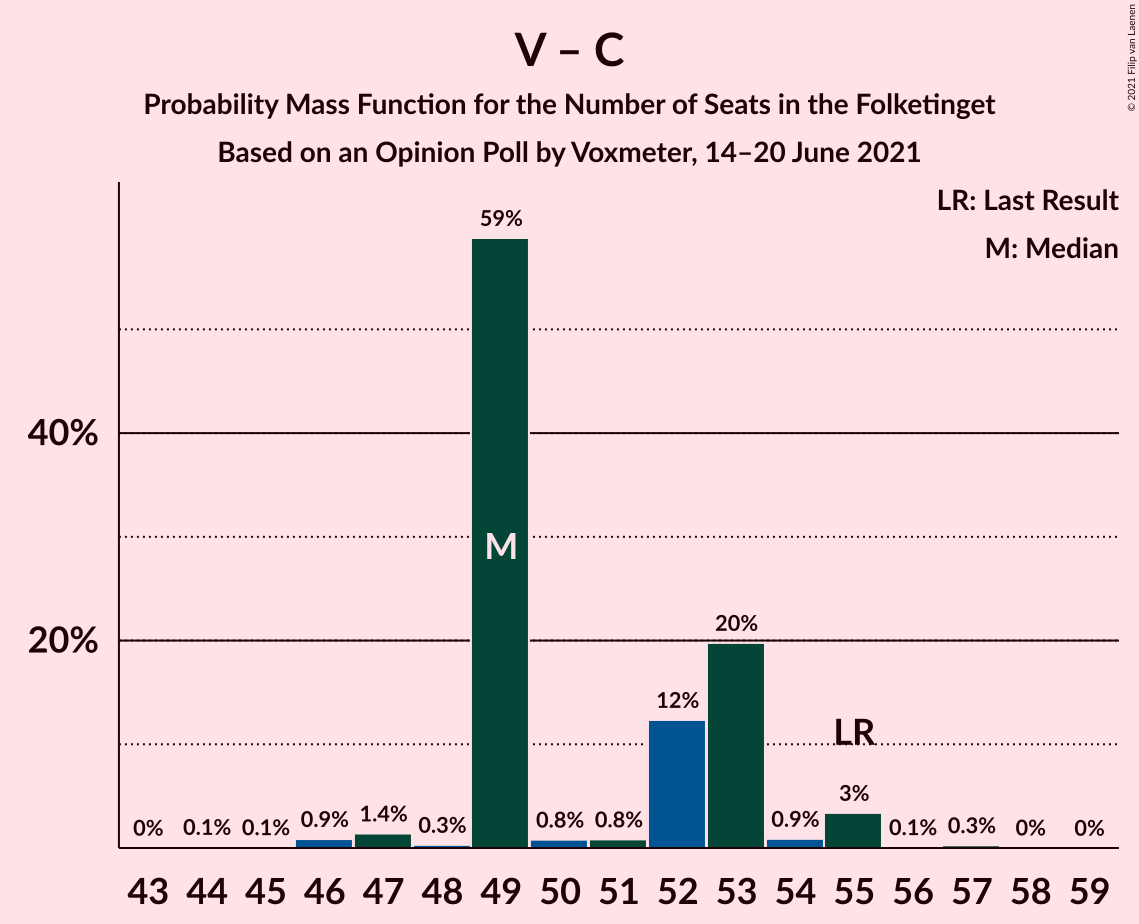 V – C
Probability Mass Function for the Number of Seats in the Folketinget
Based on an Opinion Poll by Voxmeter, 14–20 June 2021
© 2021 Filip van Laenen
LR: Last Result
M: Median
59%
40%
M
20%
20%
12%
LR
3%
0% 0.1% 0.1% 0.9% 1.4% 0.3% 0.8% 0.8% 0.9% 0.1% 0.3% 0% 0%
43 44 45 46 47 48 49 50 51 52 53 54 55 56 57 58 59